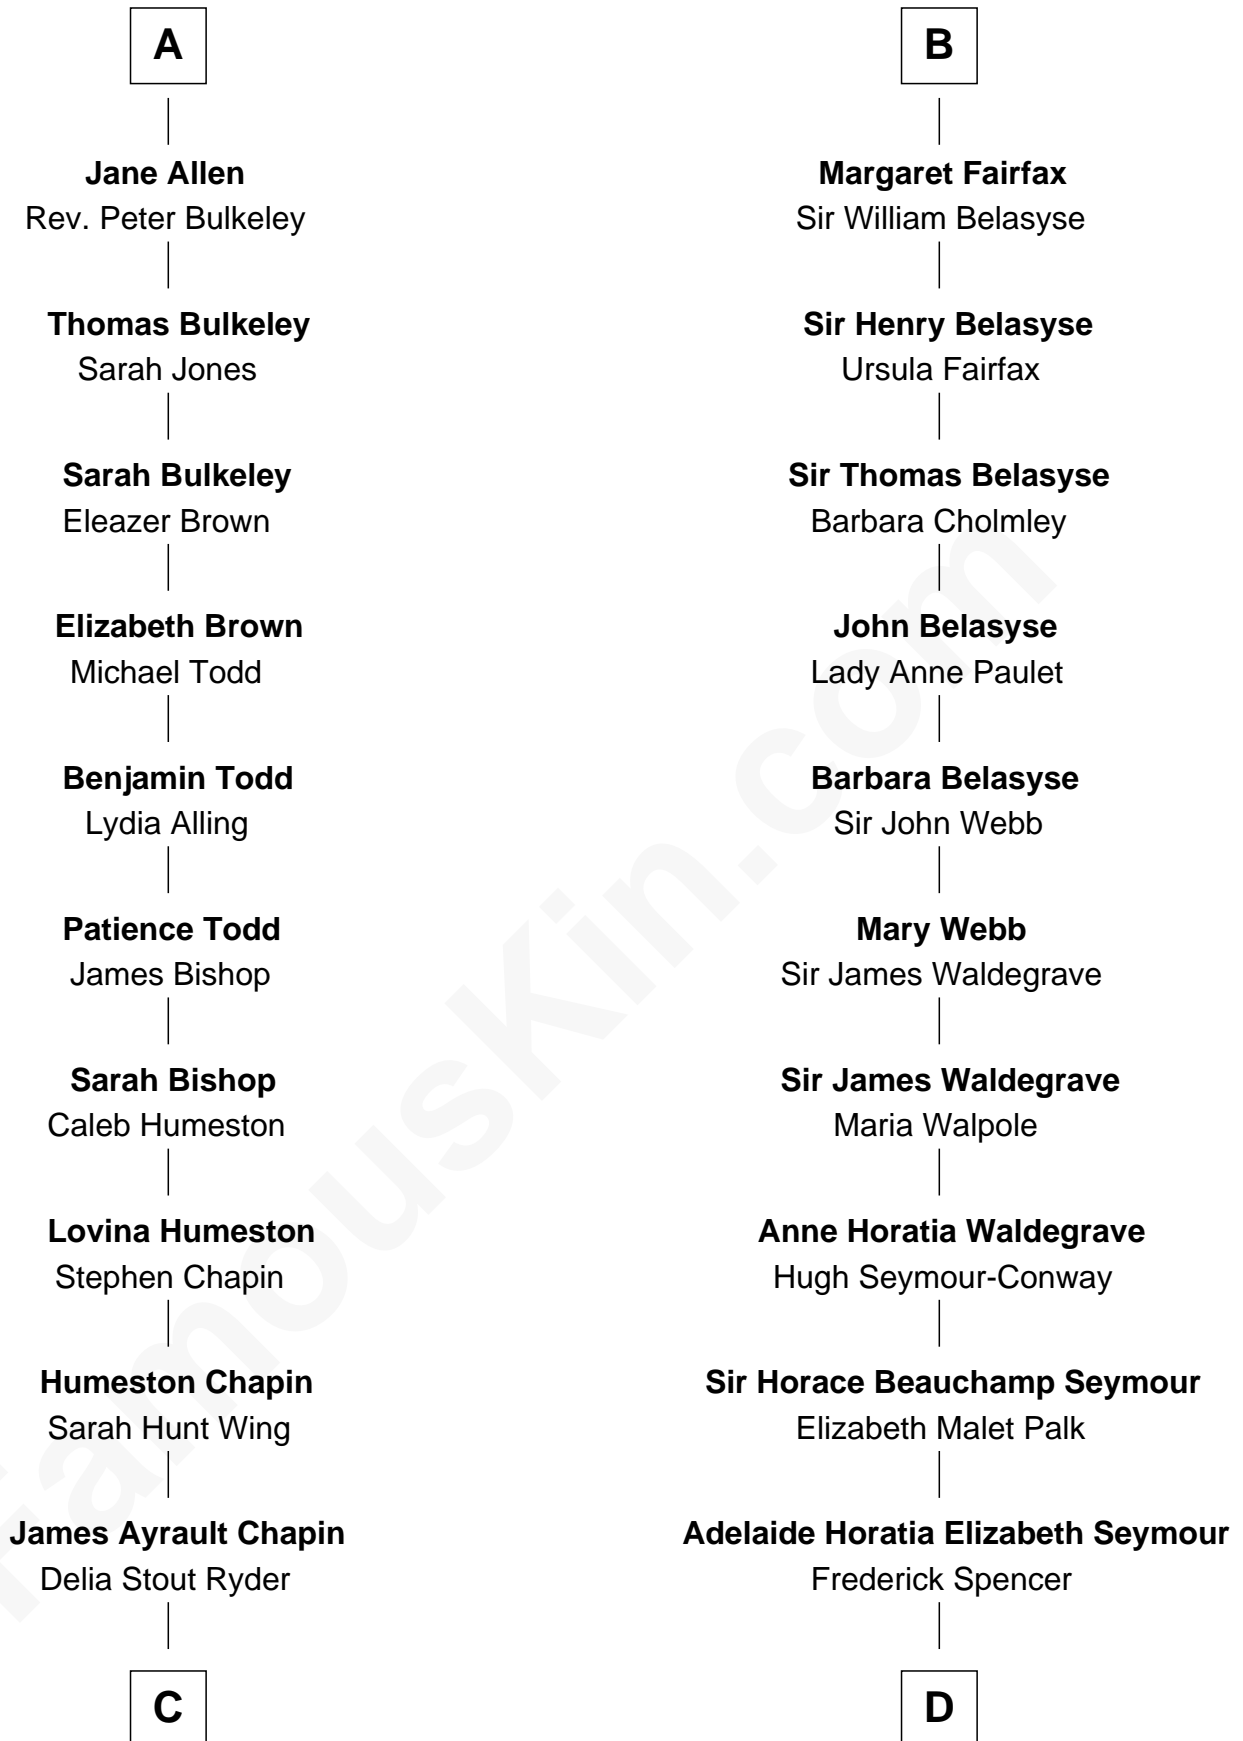 A
Jane Allen
Rev. Peter Bulkeley
Thomas Bulkeley
Sarah Jones
Sarah Bulkeley
Eleazer Brown
Elizabeth Brown
Michael Todd
Benjamin Todd
Lydia Alling
Patience Todd
James Bishop
Sarah Bishop
Caleb Humeston
Lovina Humeston
Stephen Chapin
Humeston Chapin
Sarah Hunt Wing
James Ayrault Chapin
Delia Stout Ryder
C
B
Margaret Fairfax
Sir William Belasyse
Sir Henry Belasyse
Ursula Fairfax
Sir Thomas Belasyse
Barbara Cholmley
John Belasyse
Lady Anne Paulet
Barbara Belasyse
Sir John Webb
Mary Webb
Sir James Waldegrave
Sir James Waldegrave
Maria Walpole
Anne Horatia Waldegrave
Hugh Seymour-Conway
Sir Horace Beauchamp Seymour
Elizabeth Malet Palk
Adelaide Horatia Elizabeth Seymour
Frederick Spencer
D
FamousKin.com